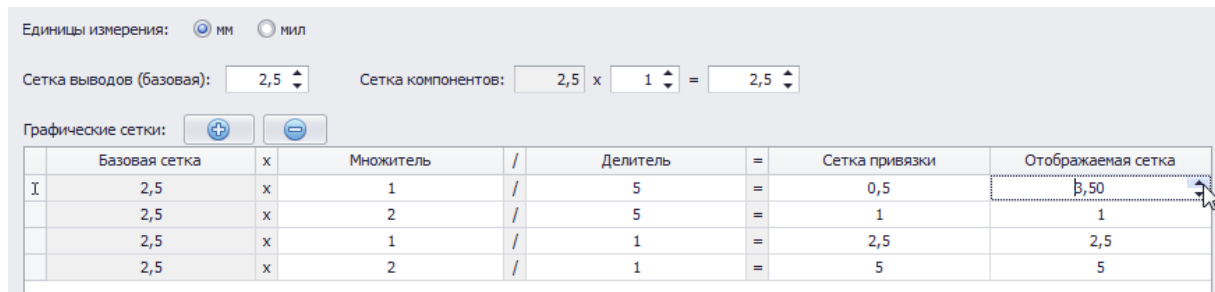 Единицы измерения: мм мил
Сетка выводов (базовая): 2,5 Сетка компонентов: 2,5 x 1 = 2,5
Графические сетки:
Базовая сетка x Множитель / Делитель = Сетка привязки Отображаемая сетка
2,5 x 1 / 5 = 0,5 3,50
2,5 x 2 / 5 = 1 1
2,5 x 1 / 1 = 2,5 2,5
2,5 x 2 / 1 = 5 5